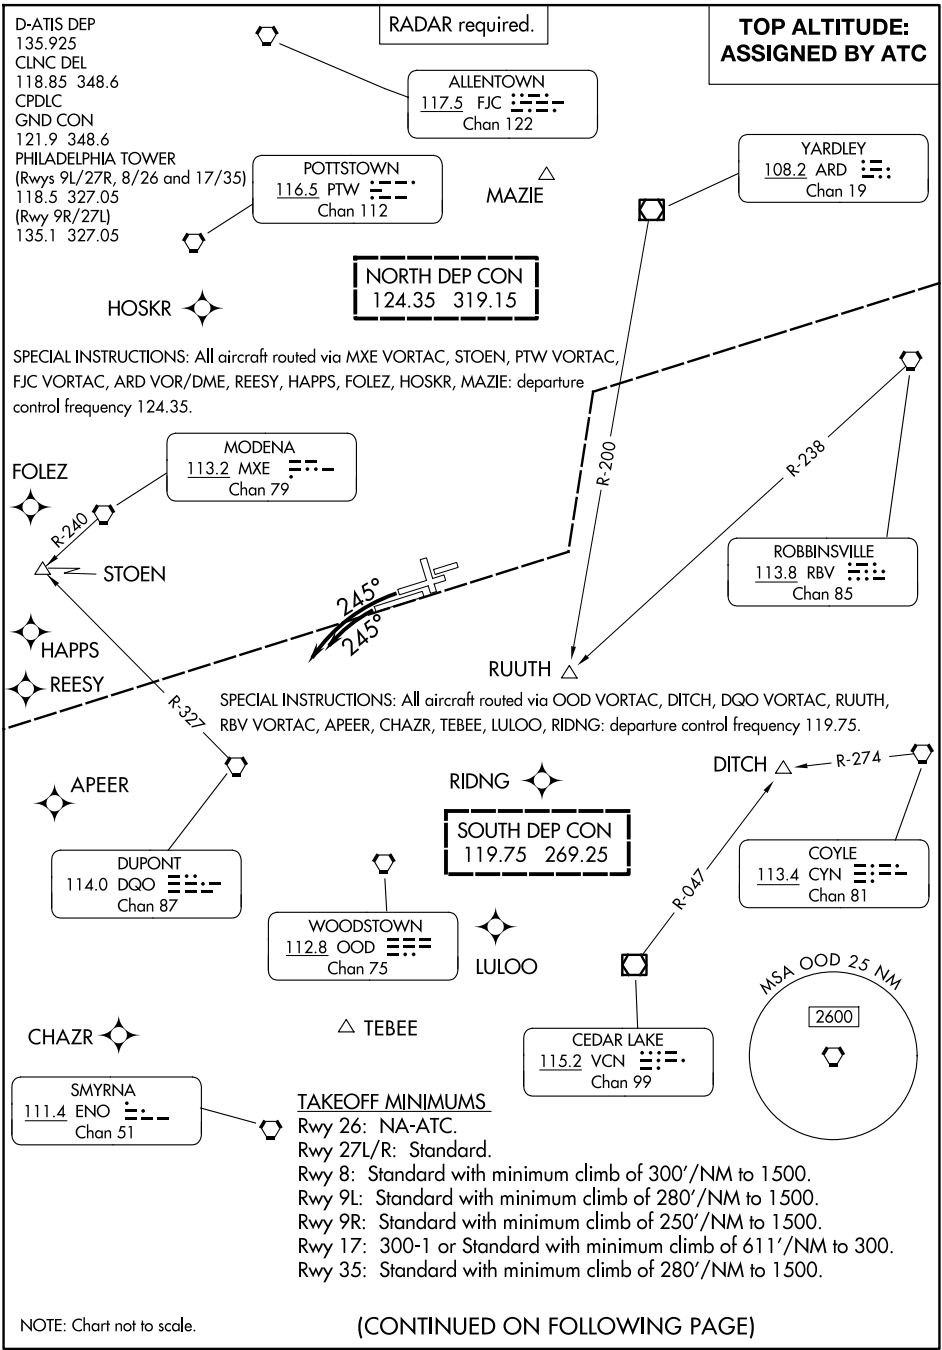 D-ATIS DEP
135.925
CLNC DEL
118.85 348.6
CPDLC
GND CON
121.9 348.6
PHILADELPHIA TOWER
(Rwys 9L/27R, 8/26 and 17/35)
118.5 327.05
(Rwy 9R/27L)
135.1 327.05
RADAR required.
TOP ALTITUDE:
ASSIGNED BY ATC
ALLENTOWN
117.5 FJC
Chan 122
POTTSTOWN
116.5 PTW
Chan 112
MAZIE
YARDLEY
108.2 ARD
Chan 19
HOSKR
NORTH DEP CON
124.35 319.15
SPECIAL INSTRUCTIONS: All aircraft routed via MXE VORTAC, STOEN, PTW VORTAC,
FJC VORTAC, ARD VOR/DME, REESY, HAPPS, FOLEZ, HOSKR, MAZIE: departure
control frequency 124.35.
MODENA
113.2 MXE
Chan 79
FOLEZ
R-240
STOEN
R-200
R-238
ROBBINSVILLE
113.8 RBV
Chan 85
245°
245°
HAPPS
REESY
R-327
RUUTH
SPECIAL INSTRUCTIONS: All aircraft routed via OOD VORTAC, DITCH, DQO VORTAC, RUUTH,
RBV VORTAC, APEER, CHAZR, TEBEE, LULOO, RIDNG: departure control frequency 119.75.
APEER
RIDNG
DITCH
R-274
SOUTH DEP CON
119.75 269.25
DUPONT
114.0 DQO
Chan 87
COYLE
113.4 CYN
Chan 81
R-047
WOODSTOWN
112.8 OOD
Chan 75
LULOO
MSA OOD 25 NM
2600
CHAZR
TEBEE
CEDAR LAKE
115.2 VCN
Chan 99
SMYRNA
111.4 ENO
Chan 51
TAKEOFF MINIMUMS
Rwy 26: NA-ATC.
Rwy 27L/R: Standard.
Rwy 8: Standard with minimum climb of 300'/NM to 1500.
Rwy 9L: Standard with minimum climb of 280'/NM to 1500.
Rwy 9R: Standard with minimum climb of 250'/NM to 1500.
Rwy 17: 300-1 or Standard with minimum climb of 611'/NM to 300.
Rwy 35: Standard with minimum climb of 280'/NM to 1500.
NOTE: Chart not to scale.
(CONTINUED ON FOLLOWING PAGE)